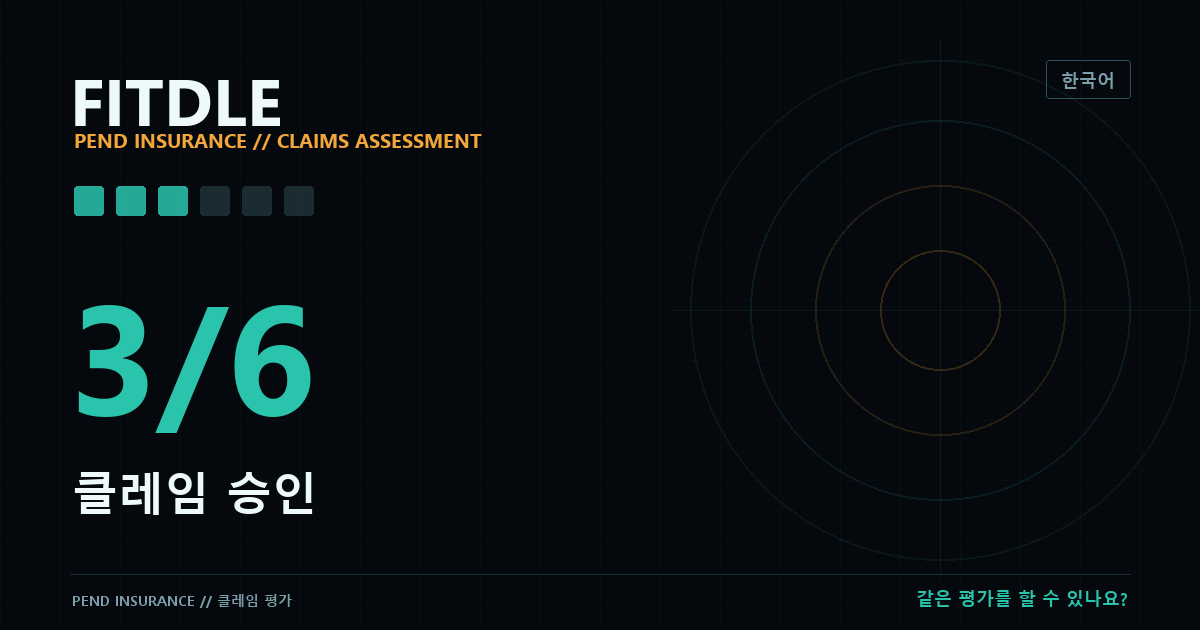 FITDLE
한국어
PEND INSURANCE // CLAIMS ASSESSMENT
3/6
클레임 승인
PEND INSURANCE // 클레임 평가
같은 평가를 할 수 있나요?